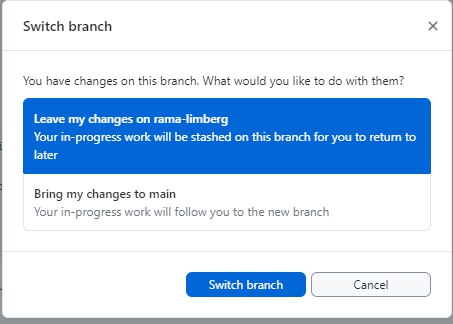 Switch branch
You have changes on this branch. What would you like to do with them?
Leave my changes on rama-limberg
Your in-progress work will be stashed on this branch for you to return to
later
Bring my changes to main
Your in-progress work will follow you to the new branch
Switch branch
Cancel